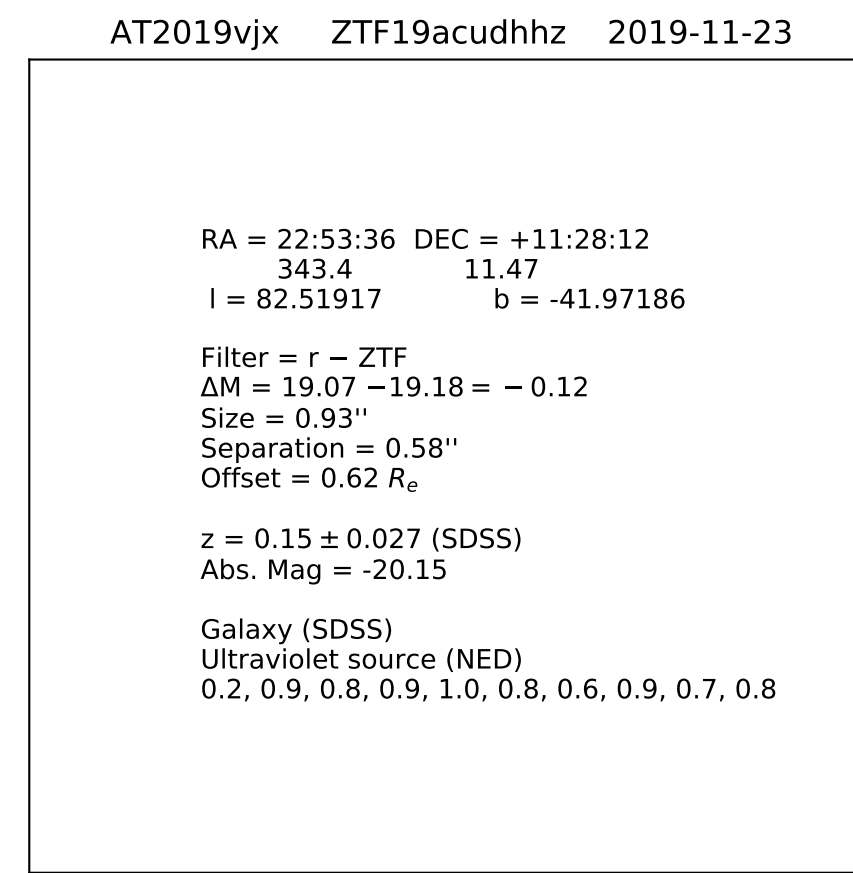 AT2019vjx ZTF19acudhhz 2019-11-23
RA = 22:53:36 DEC = +11:28:12
343.4 11.47
l = 82.51917 b = -41.97186
Filter = r − ZTF
ΔM = 19.07 −19.18 = − 0.12
Size = 0.93''
Separation = 0.58''
Offset = 0.62 Re
z = 0.15 ± 0.027 (SDSS)
Abs. Mag = -20.15
Galaxy (SDSS)
Ultraviolet source (NED)
0.2, 0.9, 0.8, 0.9, 1.0, 0.8, 0.6, 0.9, 0.7, 0.8